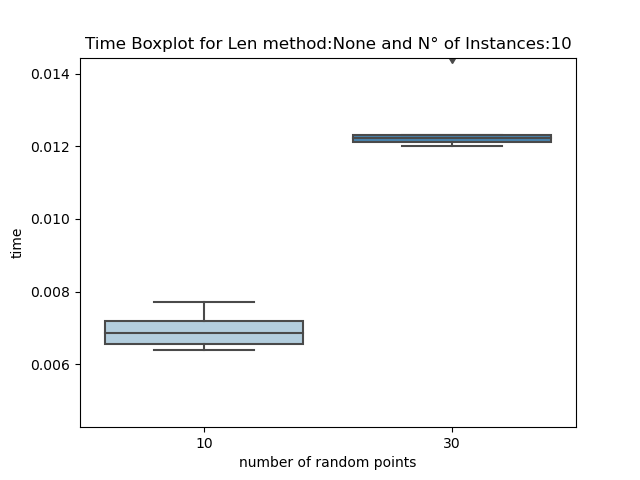 Time Boxplot for Len method:None and N° of Instances:10
0.014
0.012
0.010
0.008
0.006
time
10 30
number of random points